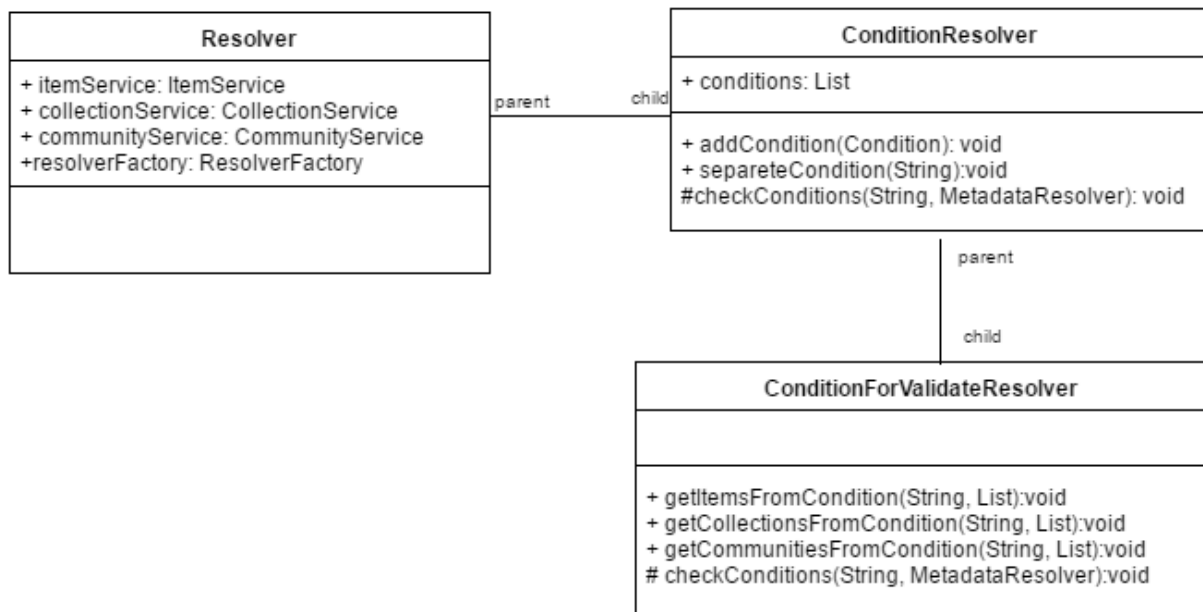 Resolver
+ itemService: ItemService
+ collectionService: CollectionService
+ communityService: CommunityService
+resolverFactory: ResolverFactory
parent
child
ConditionResolver
+ conditions: List
+ addCondition(Condition): void
+ separeteCondition(String):void
#checkConditions(String, MetadataResolver): void
parent
child
ConditionForValidateResolver
+ getItemsFromCondition(String, List):void
+ getCollectionsFromCondition(String, List):void
+ getCommunitiesFromCondition(String, List):void
# checkConditions(String, MetadataResolver):void